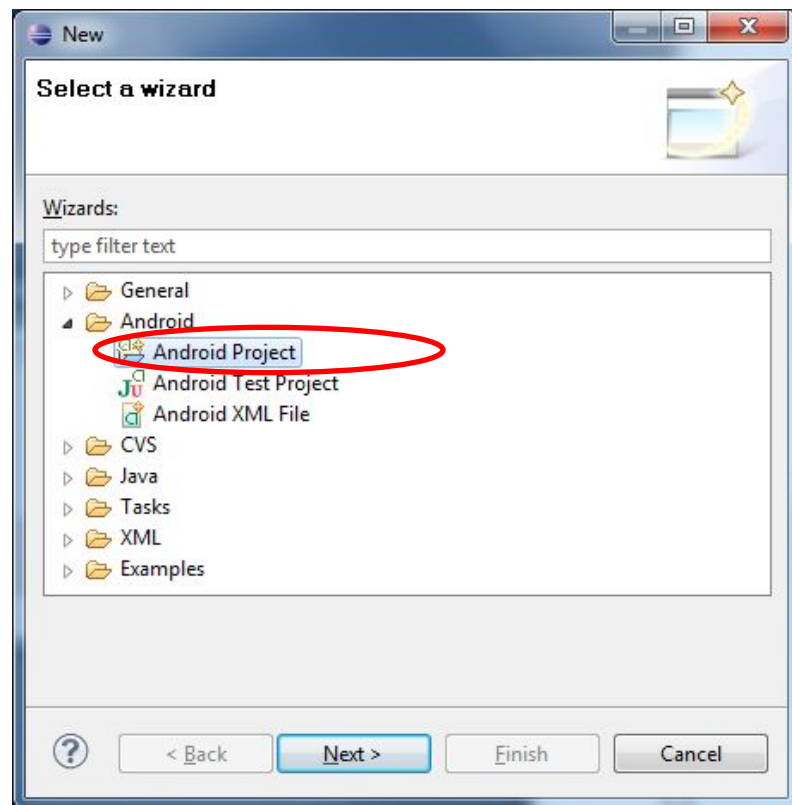 New
Select a wizard
Wizards:
type filter text
General
Android
Android Project
Android Test Project
Android XML File
CVS
Java
Tasks
XML
Examples
? < Back Next > Finish Cancel